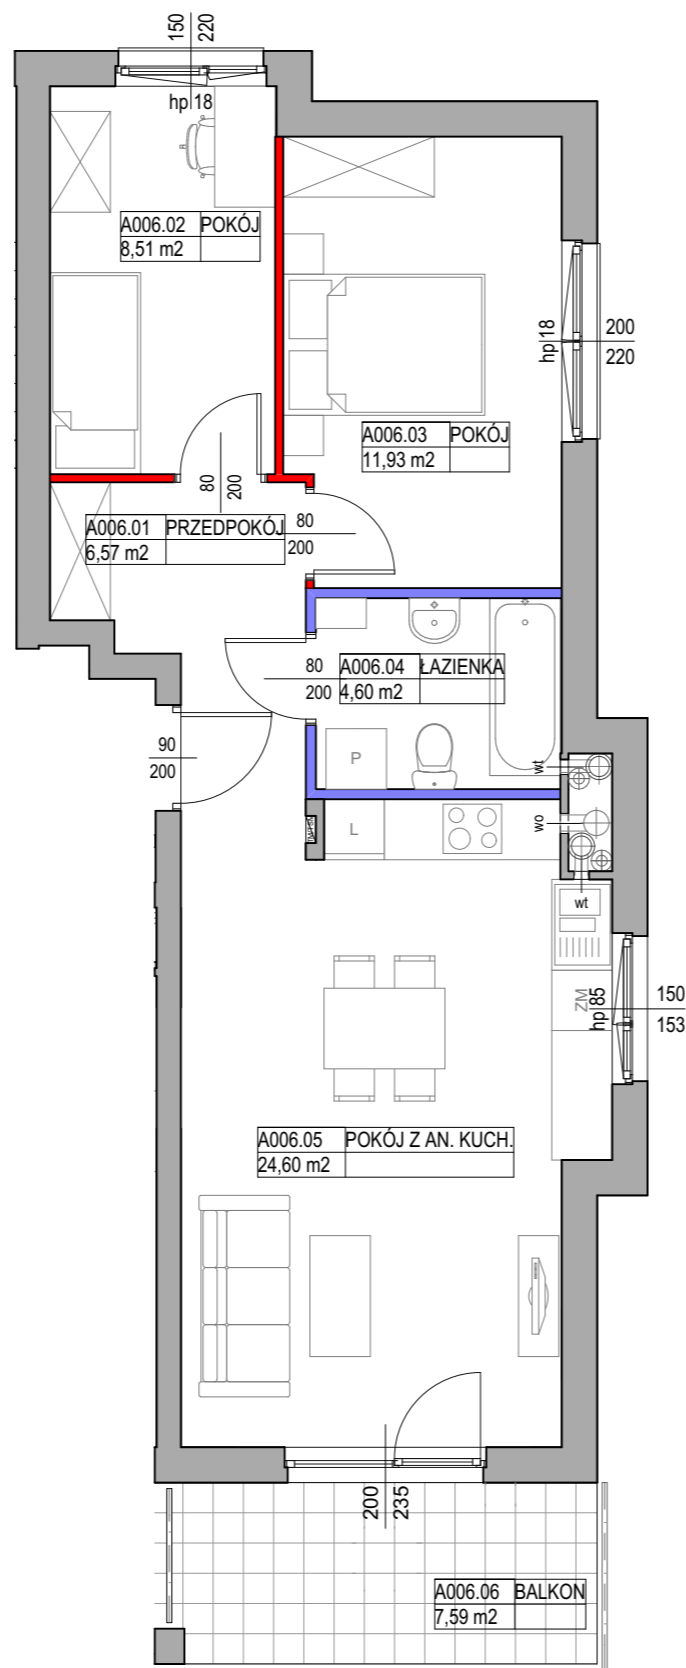 150
220
hp 18
A006.02 POKÓJ
8,51 m2
hp 18
200
220
A006.03 POKÓJ
11,93 m2
80
200
A006.01 PRZEDPOKÓJ
6,57 m2
80
200
80
200
A006.04 ŁAZIENKA
4,60 m2
90
200
P
wt
wo
L
wt
ZM
hp 85
150
153
A006.05 POKÓJ Z AN. KUCH.
24,60 m2
200
235
A006.06 BALKON
7,59 m2